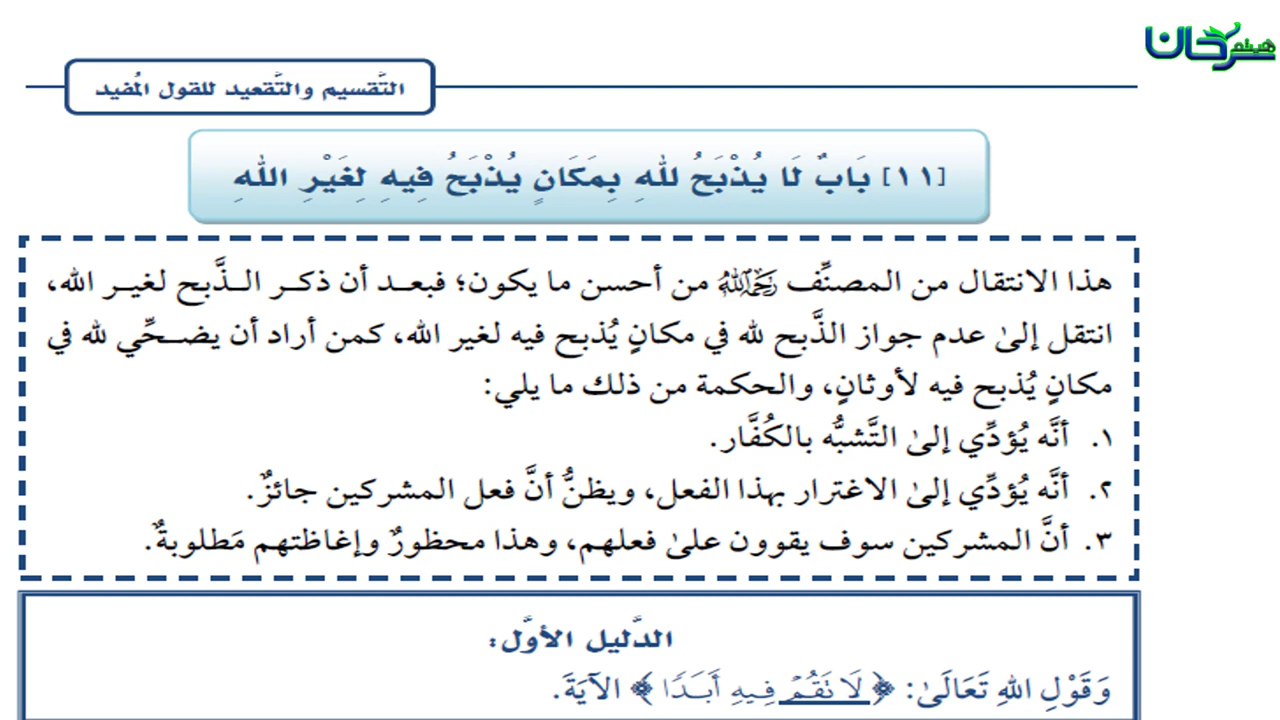 هيثم سرحان
التَّقسيم والتَّقعيد للقول المُفيد
[١١] بَابٌ لَا يُذْبَحُ للهِ بِمَكَانٍ يُذْبَحُ فِيهِ لِغَيْرِ اللهِ
هذا الانتقال من المصنِّف رَحِمَهُ اللهُ من أحسن ما يكون؛ فبعد أن ذكر الذَّبح لغير الله،
انتقل إلىٰ عدم جواز الذَّبح لله في مكانٍ يُذبح فيه لغير الله، كمن أراد أن يضحِّي لله في
مكانٍ يُذبح فيه لأوثانٍ، والحكمة من ذلك ما يلي:
١. أنَّه يُؤدِّي إلىٰ التَّشبُّه بالكُفَّار.
٢. أنَّه يُؤدِّي إلىٰ الاغترار بهذا الفعل، ويظنُّ أنَّ فعل المشركين جائزٌ.
٣. أنَّ المشركين سوف يقوون علىٰ فعلهم، وهذا محظورٌ وإغاظتهم مَطلوبةٌ.
الدَّليل الأوَّل:
وَقَوْلِ اللهِ تَعَالَىٰ: ﴿لَا تَقُمْ فِيهِ أَبَدًا﴾ الآيَةَ.